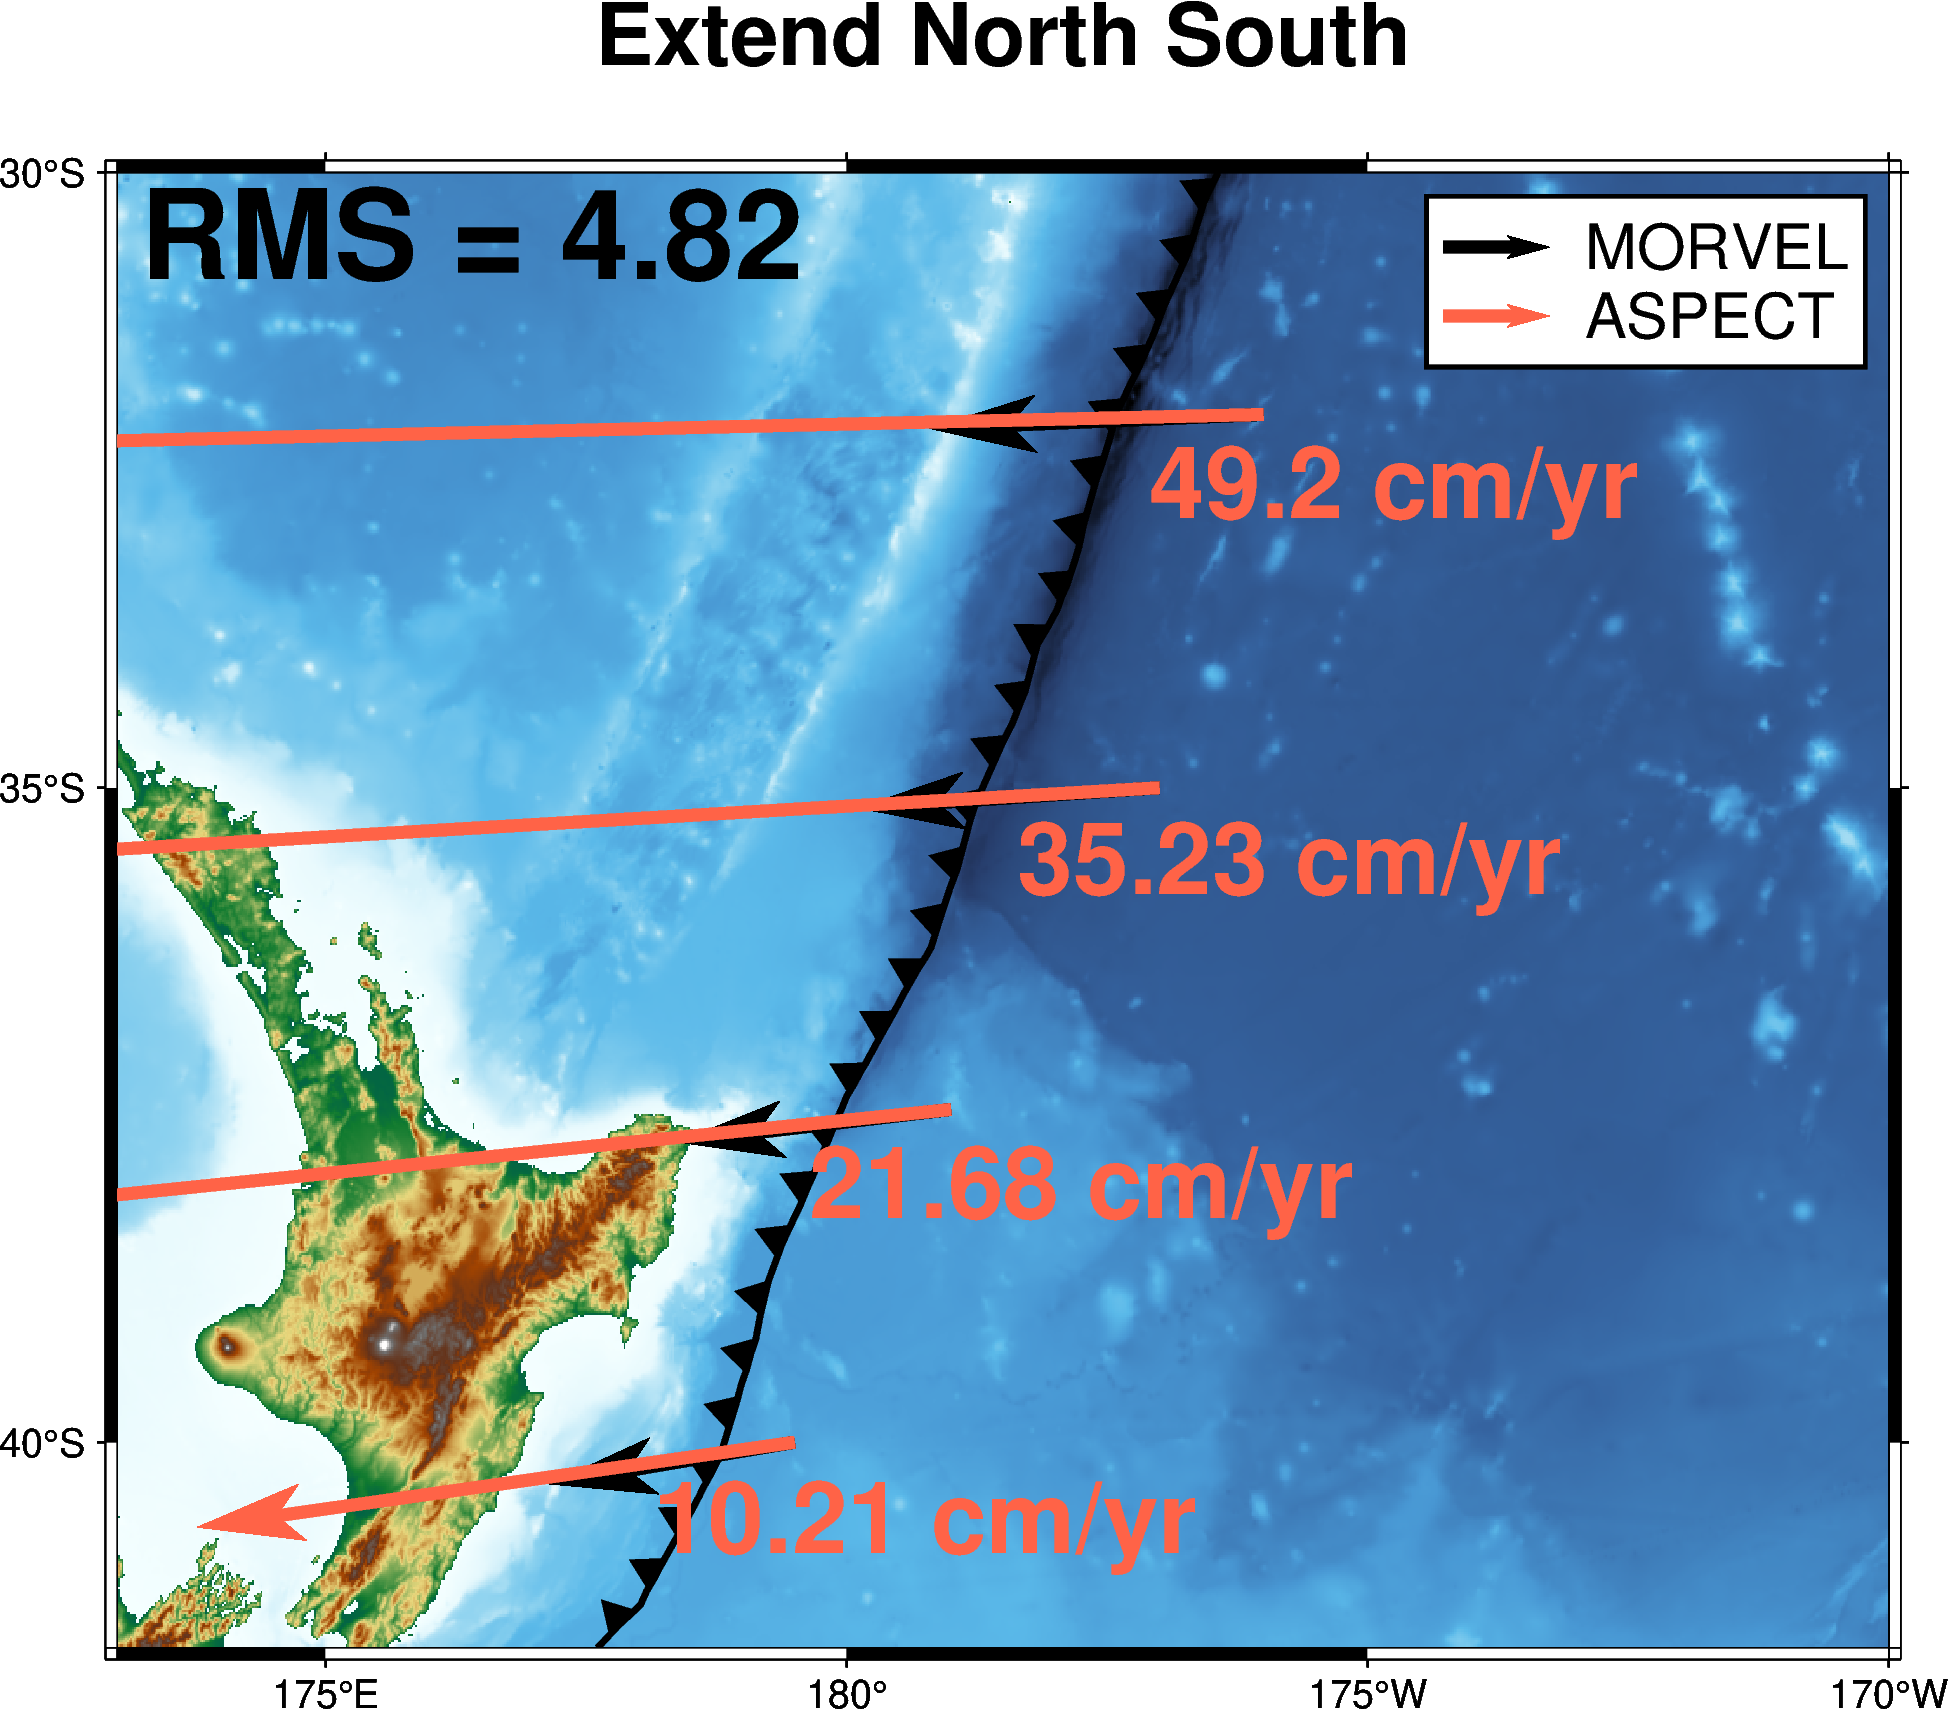 Extend North South
30°S
RMS = 4.82
MORVEL
ASPECT
49.2 cm/yr
35°S
35.23 cm/yr
21.68 cm/yr
40°S
10.21 cm/yr
175°E
180°
175°W
170°W